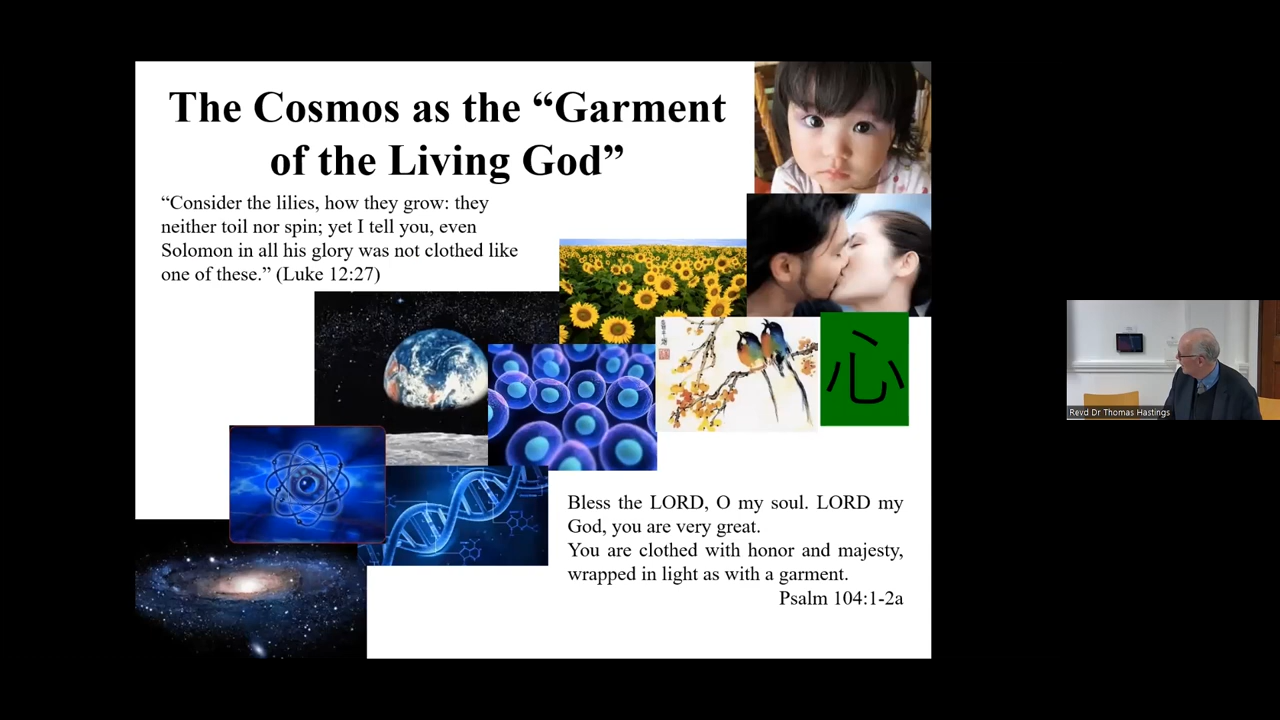 The Cosmos as the “Garment
of the Living God”
“Consider the lilies, how they grow: they
neither toil nor spin; yet I tell you, even
Solomon in all his glory was not clothed like
one of these.” (Luke 12:27)
心
Bless the LORD, O my soul. LORD my
God, you are very great.
You are clothed with honor and majesty,
wrapped in light as with a garment.
Psalm 104:1-2a
Revd Dr Thomas Hastings